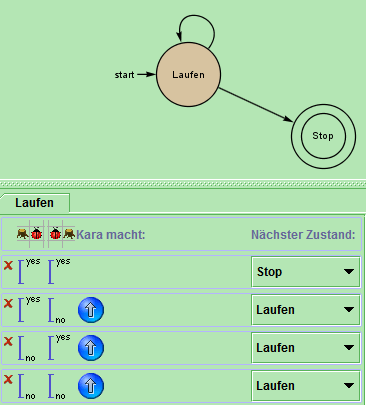 start
Laufen
Stop
Laufen
Kara macht: Nächster Zustand:
yes yes Stop
yes no Laufen
no yes Laufen
no no Laufen